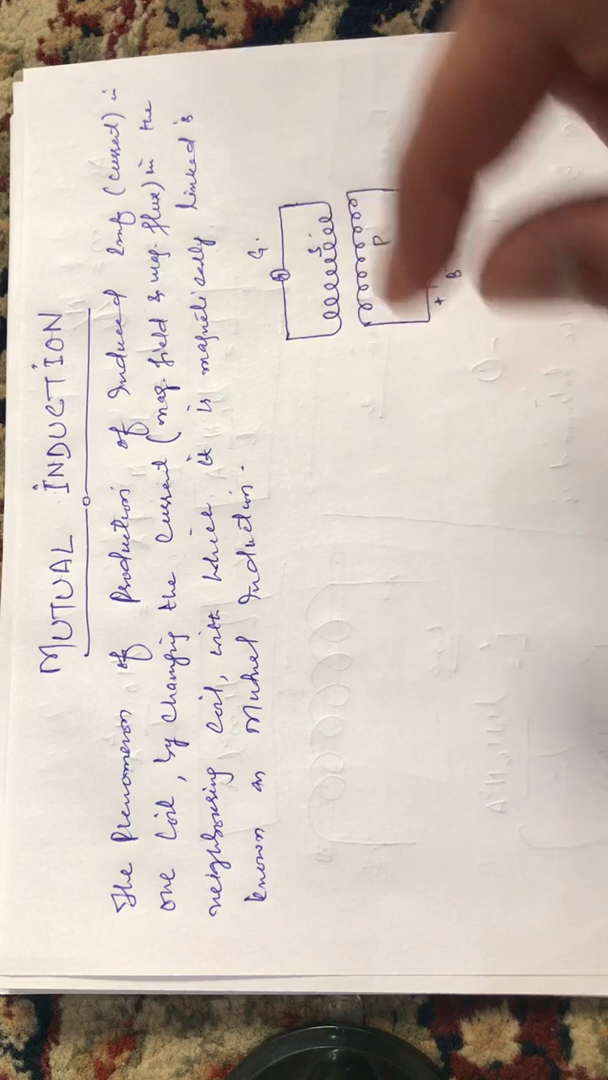 MUTUAL INDUCTION
The Phenomenon of Production of Induced Emf (current) in
one Coil, by changing the current (mag. field & mag. flux) in the
neighbouring Coil, with which it is magnetically linked is
known as Mutual Induction.
G.
S
P
+
B